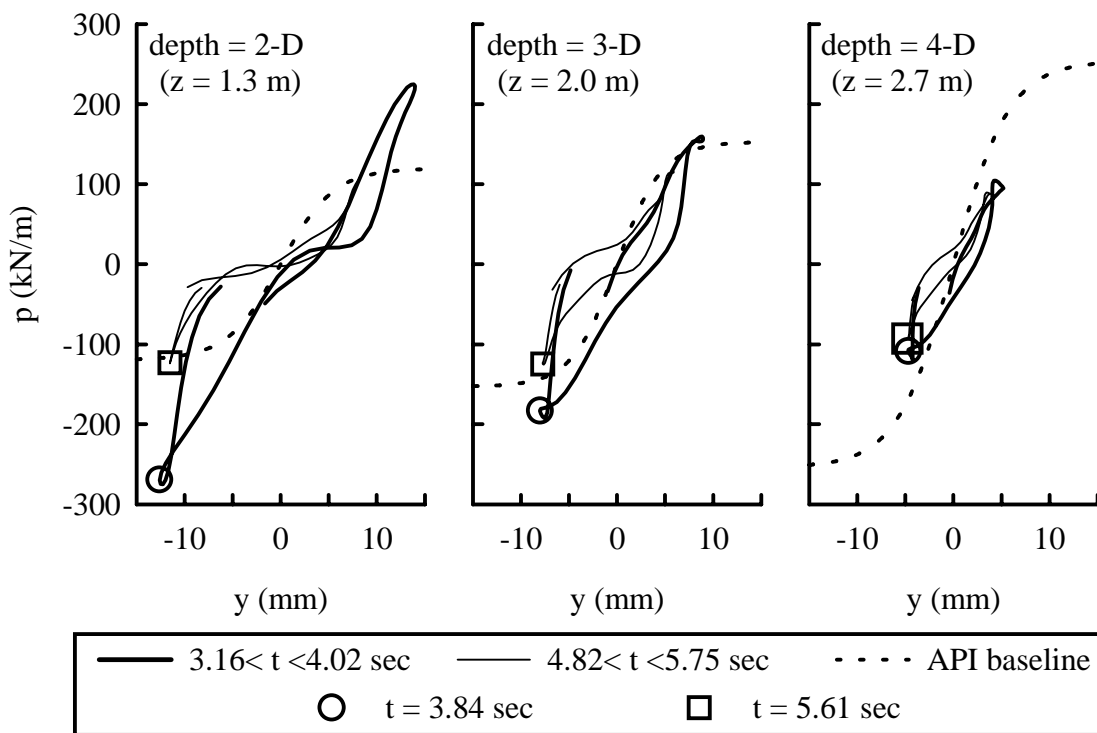 depth = 2-D
(z = 1.3 m)
depth = 3-D
(z = 2.0 m)
depth = 4-D
(z = 2.7 m)
300
200
100
0
-100
-200
-300
p (kN/m)
-10 0 10
-10 0 10
-10 0 10
y (mm)
y (mm)
y (mm)
3.16< t <4.02 sec
4.82< t <5.75 sec
API baseline
t = 3.84 sec
t = 5.61 sec